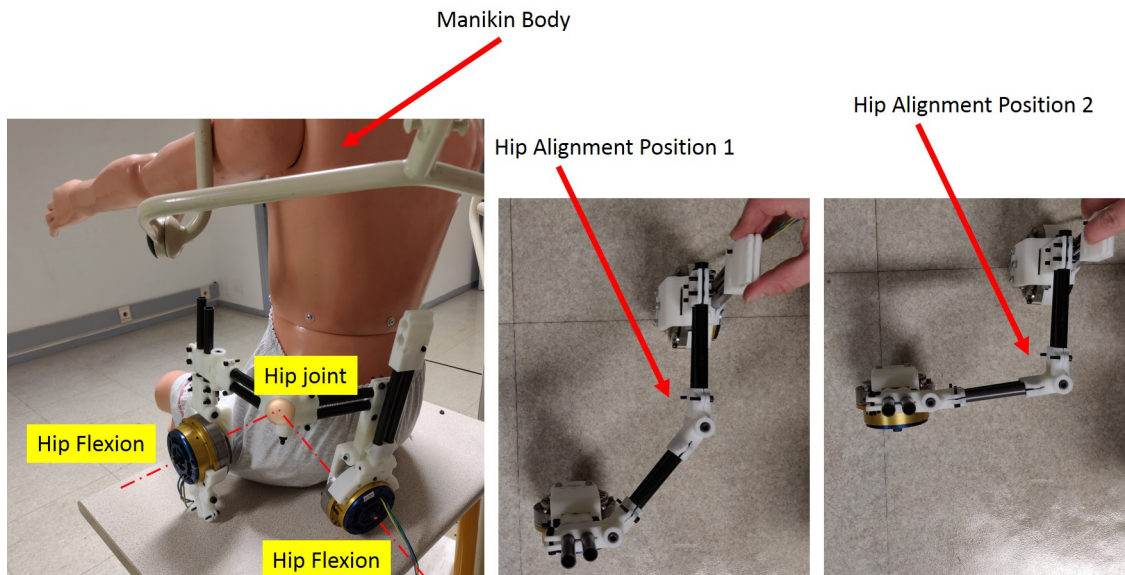 Manikin Body
Hip Alignment Position 1
Hip Alignment Position 2
Hip joint
Hip Flexion
Hip Flexion